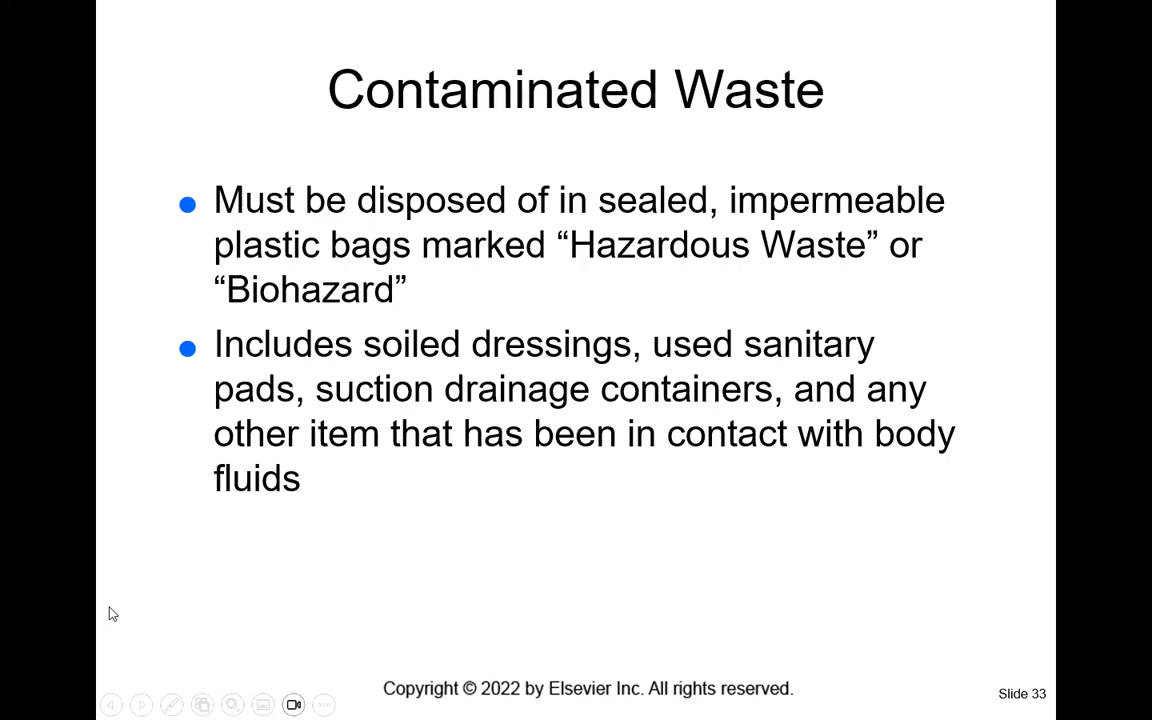 Contaminated Waste
Must be disposed of in sealed, impermeable
plastic bags marked “Hazardous Waste” or
“Biohazard”
Includes soiled dressings, used sanitary
pads, suction drainage containers, and any
other item that has been in contact with body
fluids
Copyright © 2022 by Elsevier Inc. All rights reserved.
Slide 33